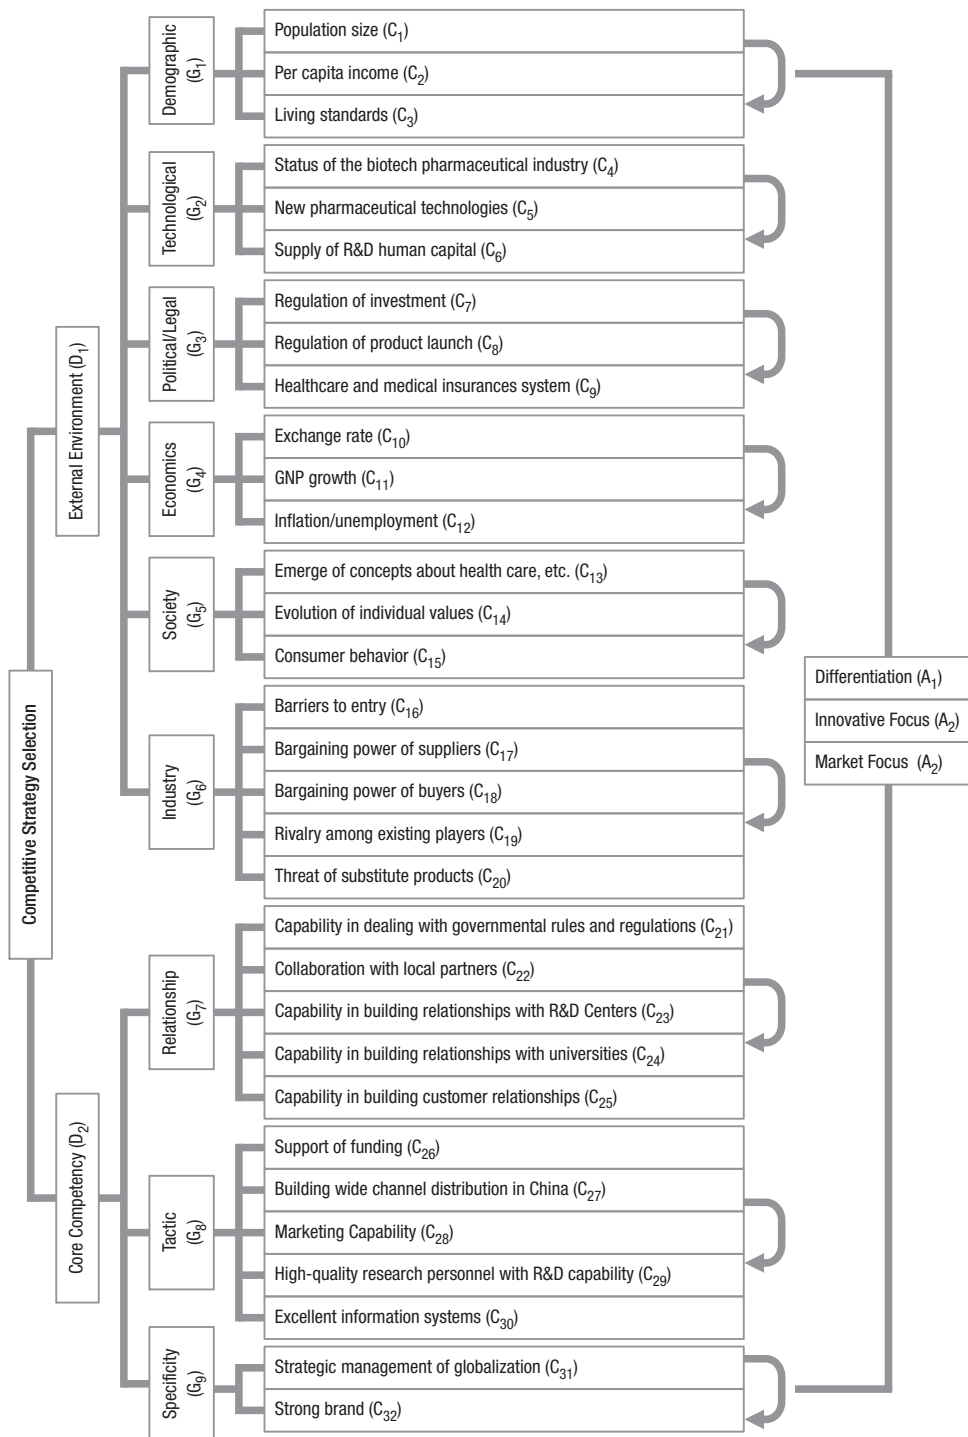 Competitive Strategy Selection
External Environment (D₁)
Demographic
(G₁)
Population size (C₁)
Per capita income (C₂)
Living standards (C₃)
Technological
(G₂)
Status of the biotech pharmaceutical industry (C₄)
New pharmaceutical technologies (C₅)
Supply of R&D human capital (C₆)
Political/Legal
(G₃)
Regulation of investment (C₇)
Regulation of product launch (C₈)
Healthcare and medical insurances system (C₉)
Economics
(G₄)
Exchange rate (C₁₀)
GNP growth (C₁₁)
Inflation/unemployment (C₁₂)
Society
(G₅)
Emerge of concepts about health care, etc. (C₁₃)
Evolution of individual values (C₁₄)
Consumer behavior (C₁₅)
Industry
(G₆)
Barriers to entry (C₁₆)
Bargaining power of suppliers (C₁₇)
Bargaining power of buyers (C₁₈)
Rivalry among existing players (C₁₉)
Threat of substitute products (C₂₀)
Core Competency (D₂)
Relationship
(G₇)
Capability in dealing with governmental rules and regulations (C₂₁)
Collaboration with local partners (C₂₂)
Capability in building relationships with R&D Centers (C₂₃)
Capability in building relationships with universities (C₂₄)
Capability in building customer relationships (C₂₅)
Tactic
(G₈)
Support of funding (C₂₆)
Building wide channel distribution in China (C₂₇)
Marketing Capability (C₂₈)
High-quality research personnel with R&D capability (C₂₉)
Excellent information systems (C₃₀)
Specificity
(G₉)
Strategic management of globalization (C₃₁)
Strong brand (C₃₂)
Differentiation (A₁)
Innovative Focus (A₂)
Market Focus (A₂)